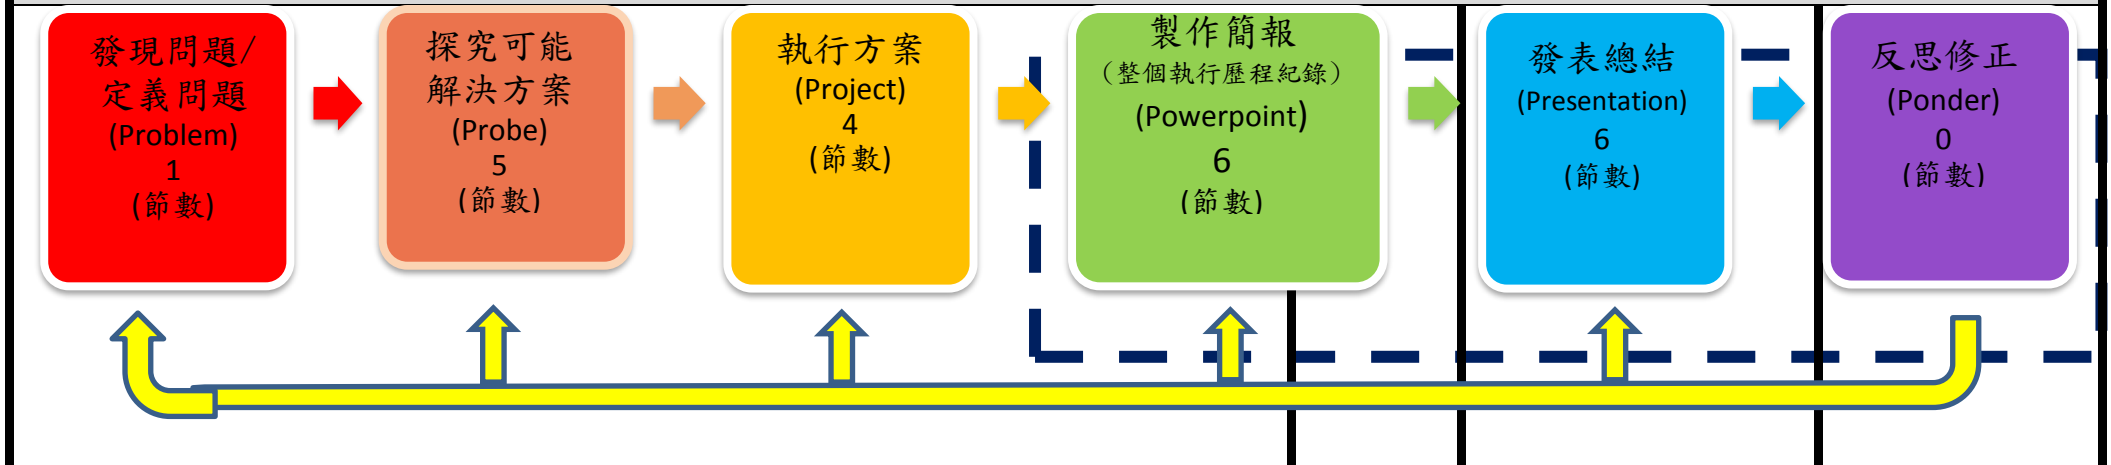 發現問題/
定義問題
(Problem)
1
(節數)
探究可能
解決方案
(Probe)
5
(節數)
執行方案
(Project)
4
(節數)
製作簡報
(整個執行歷程紀錄)
(Powerpoint)
6
(節數)
發表總結
(Presentation)
6
(節數)
反思修正
(Ponder)
0
(節數)